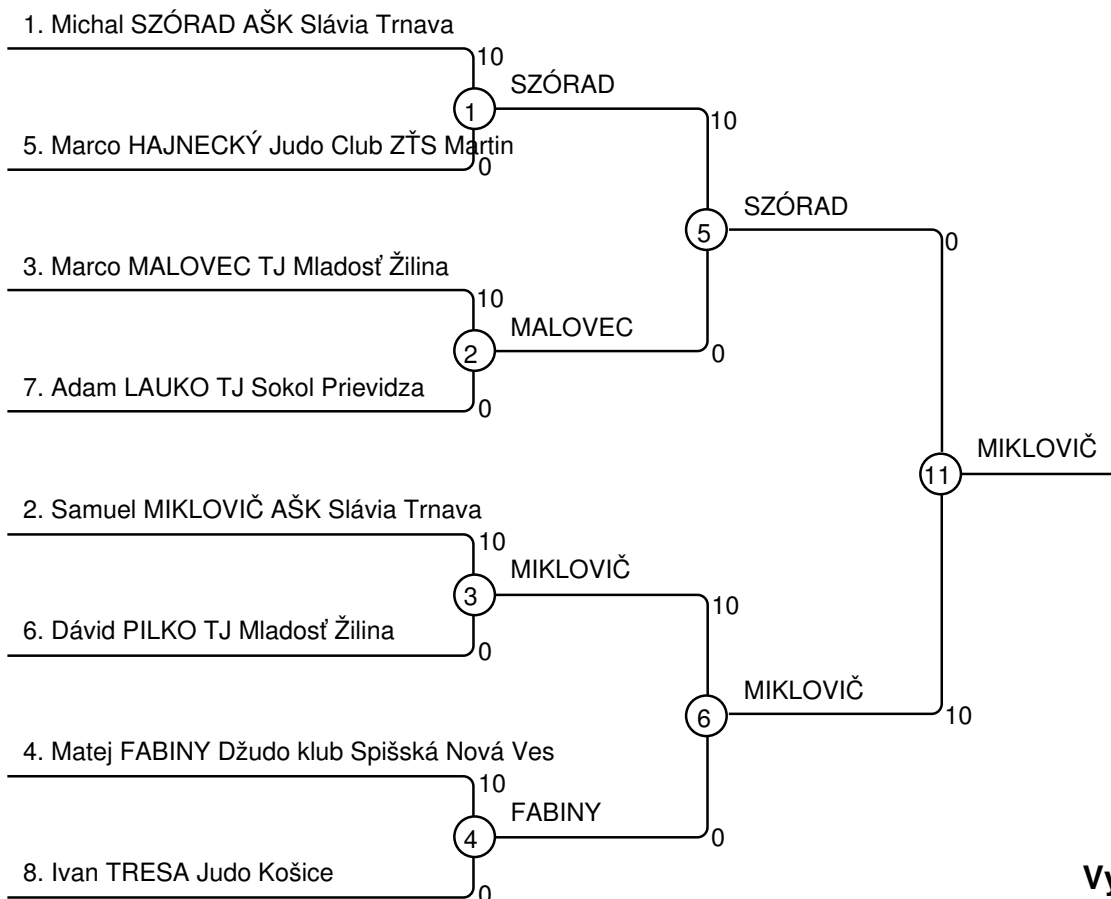 1. Michal SZÓRAD AŠK Slávia Trnava
10
SZÓRAD
1
10
5. Marco HAJNECKÝ Judo Club ZŤS Martin
0
SZÓRAD
5
0
3. Marco MALOVEC TJ Mladosť Žilina
10
MALOVEC
2
0
7. Adam LAUKO TJ Sokol Prievidza
0
MIKLOVIČ
11
2. Samuel MIKLOVIČ AŠK Slávia Trnava
10
MIKLOVIČ
3
10
6. Dávid PILKO TJ Mladosť Žilina
0
MIKLOVIČ
6
10
4. Matej FABINY Džudo klub Spišská Nová Ves
10
FABINY
4
0
8. Ivan TRESA Judo Košice
0
Vy